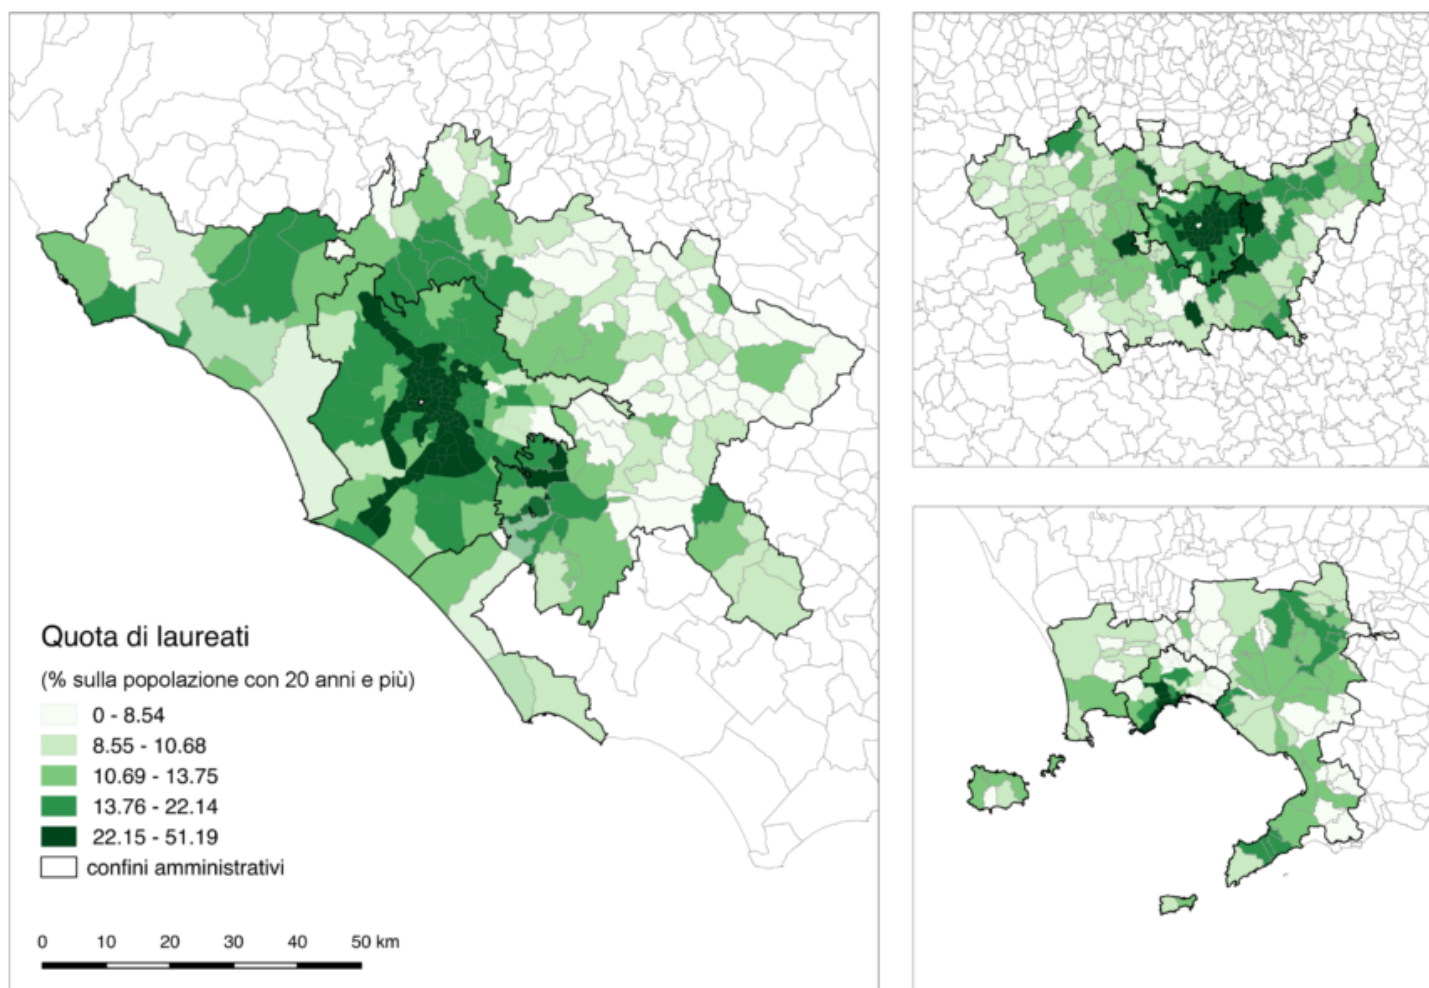 Quota di laureati
(% sulla popolazione con 20 anni e più)
0 - 8.54
8.55 - 10.68
10.69 - 13.75
13.76 - 22.14
22.15 - 51.19
confini amministrativi
0 10 20 30 40 50 km